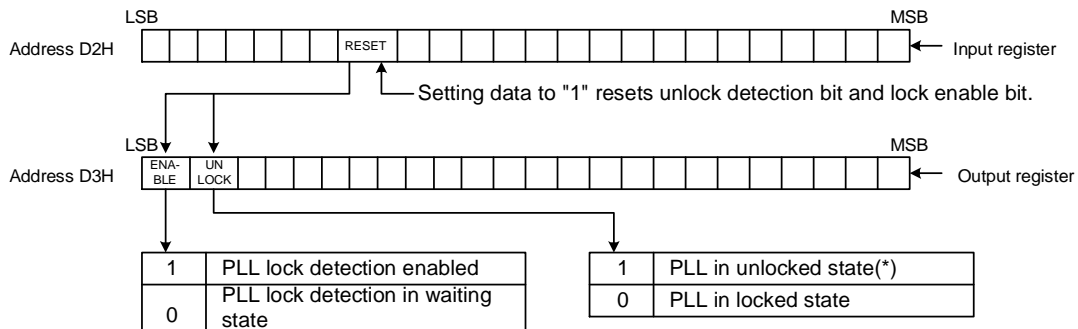 LSB
MSB
Address D2H
RESET
Input register
Setting data to "1" resets unlock detection bit and lock enable bit.
LSB
MSB
Address D3H
ENA-
BLE
UN
LOCK
Output register
1
PLL lock detection enabled
0
PLL lock detection in waiting
state
1
PLL in unlocked state(*)
0
PLL in locked state